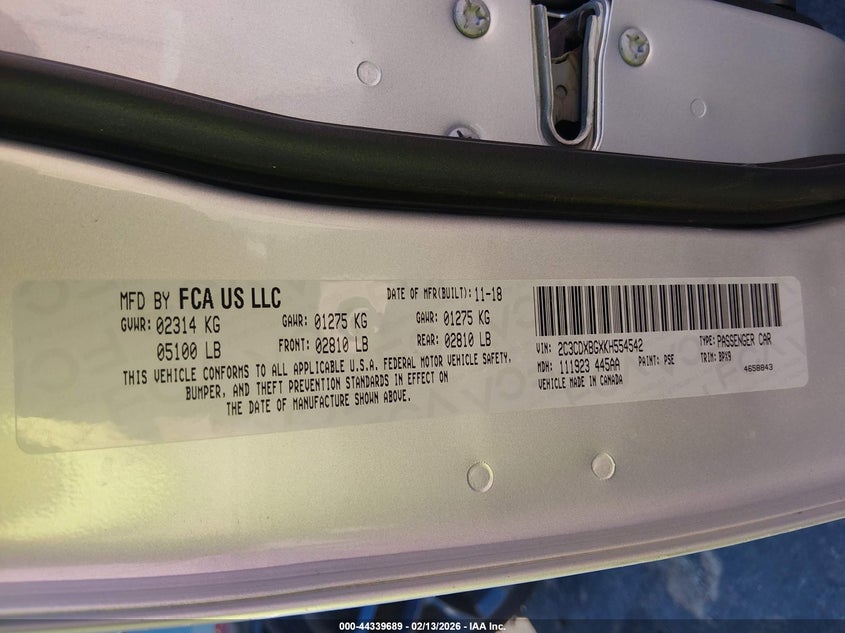 MFD BY FCA US LLC
DATE OF MFR(BUILT): 11-18
GVWR: 02314 KG
GAWR: 01275 KG
GAWR: 01275 KG
05100 LB
FRONT: 02810 LB
REAR: 02810 LB
THIS VEHICLE CONFORMS TO ALL APPLICABLE U.S.A. FEDERAL MOTOR VEHICLE SAFETY,
BUMPER, AND THEFT PREVENTION STANDARDS IN EFFECT ON
THE DATE OF MANUFACTURE SHOWN ABOVE.
VIN: 2C3CDXBGXKH554542
TYPE: PASSENGER CAR
MDH: 111923 445AA
PAINT: PSE
TRIM: BPX9
VEHICLE MADE IN CANADA
4658843
000-44339689 - 02/13/2026 - IAA Inc.